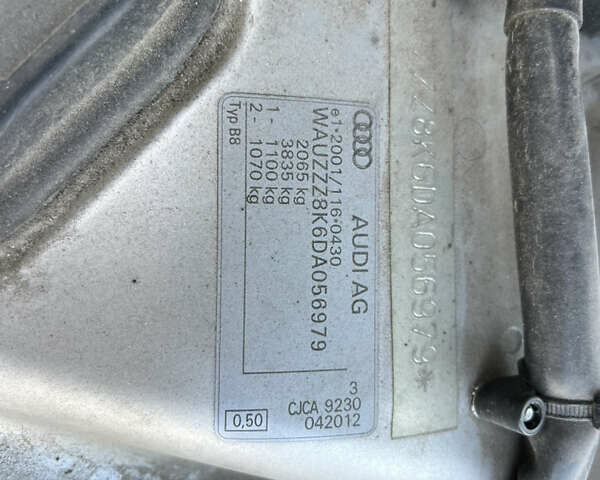 ZZ8K6DA056979*
AUDI AG
e1*2001/116*0430
WAUZZZ8K6DA056979
2065 kg
3835 kg
1- 1100 kg
2- 1070 kg
Typ B8
3
CJCA 9230
042012
0,50